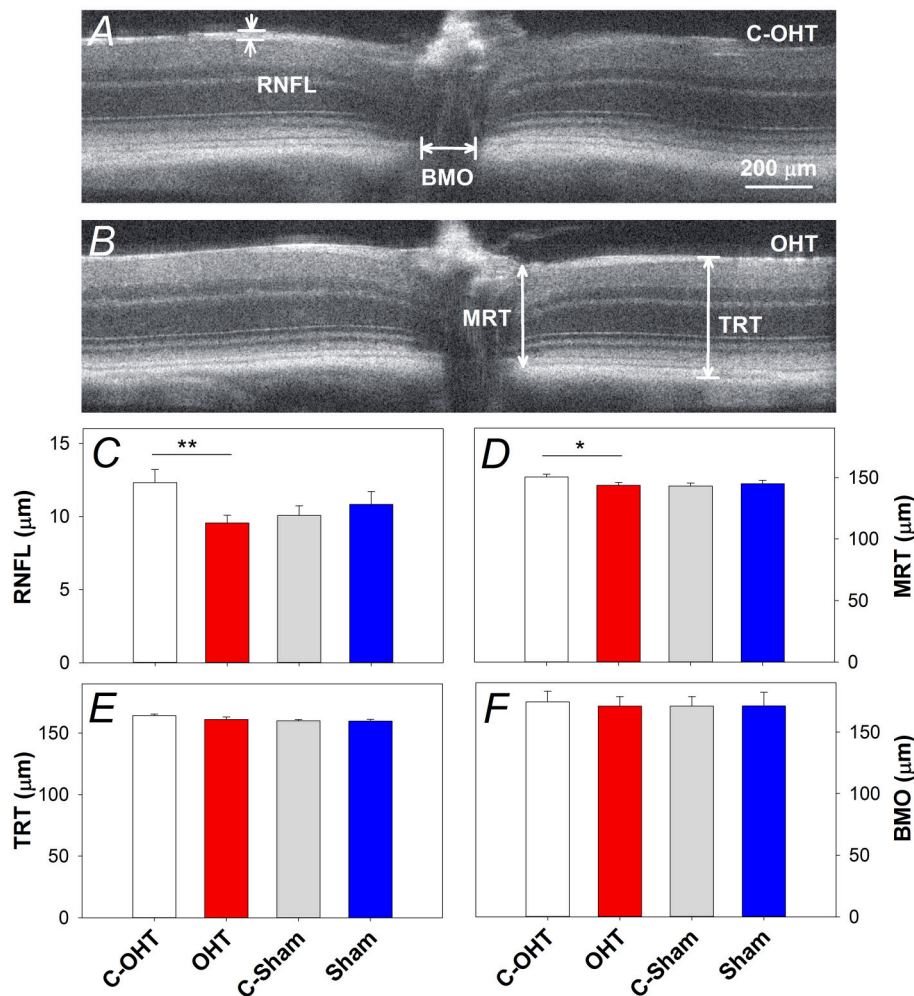 A
C-OHT
RNFL
BMO
200 μm
B
OHT
MRT
TRT
C
**
15
10
5
0
RNFL (μm)
D
*
150
100
50
0
MRT (μm)
E
150
100
50
0
TRT (μm)
F
150
100
50
0
BMO (μm)
C-OHT
OHT
C-Sham
Sham
C-OHT
OHT
C-Sham
Sham